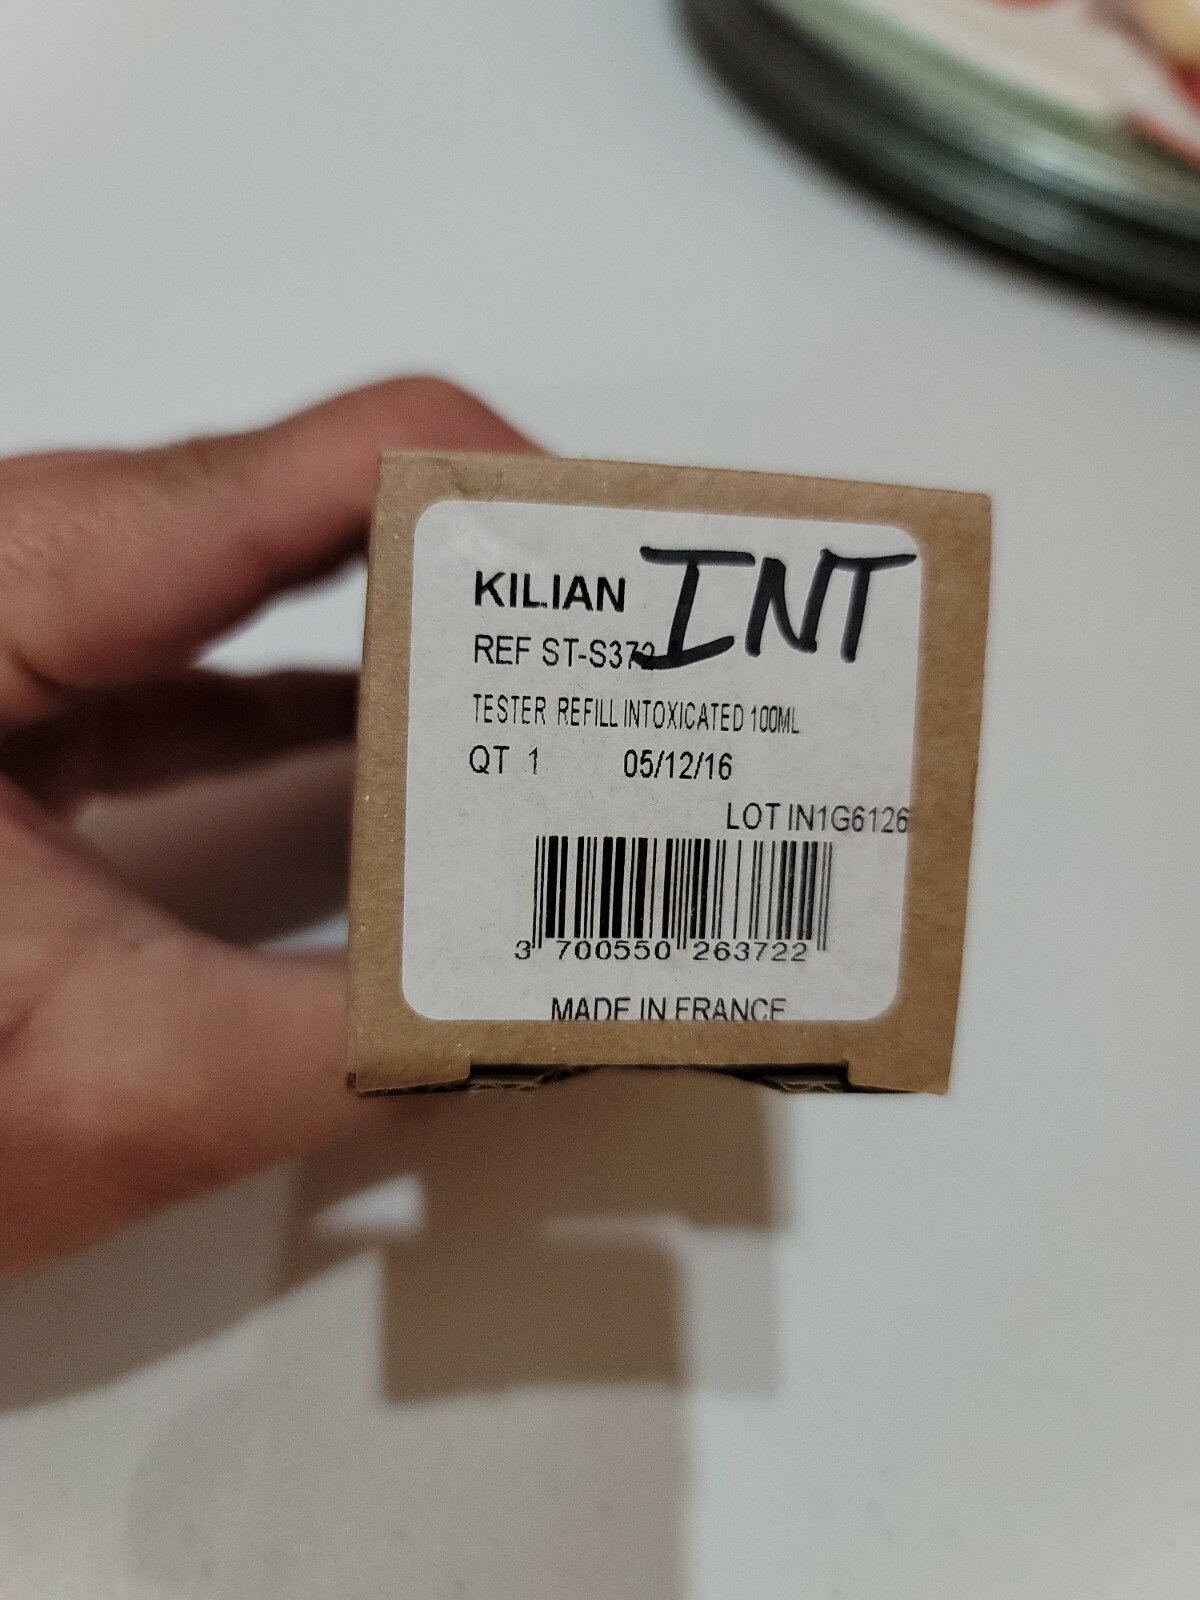 KILIAN INT
REF ST-S372
TESTER REFILL INTOXICATED 100ML
QT 1 05/12/16
LOT IN1G6126
3 700550 263722
MADE IN FRANCE